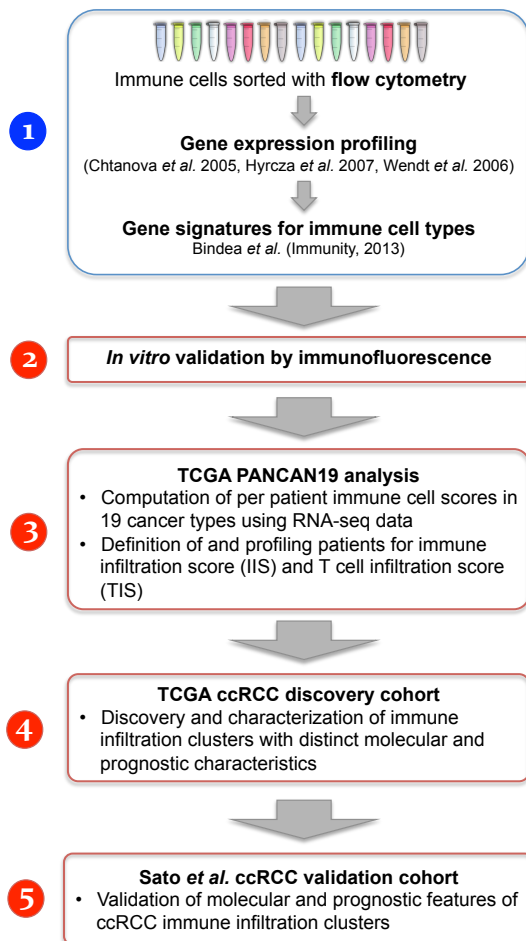 1
Immune cells sorted with flow cytometry
Gene expression profiling
(Chtanova et al. 2005, Hyrcza et al. 2007, Wendt et al. 2006)
Gene signatures for immune cell types
Bindea et al. (Immunity, 2013)
2
In vitro validation by immunofluorescence
3
TCGA PANCAN19 analysis
• Computation of per patient immune cell scores in
19 cancer types using RNA-seq data
• Definition of and profiling patients for immune
infiltration score (IIS) and T cell infiltration score
(TIS)
4
TCGA ccRCC discovery cohort
• Discovery and characterization of immune
infiltration clusters with distinct molecular and
prognostic characteristics
5
Sato et al. ccRCC validation cohort
• Validation of molecular and prognostic features of
ccRCC immune infiltration clusters